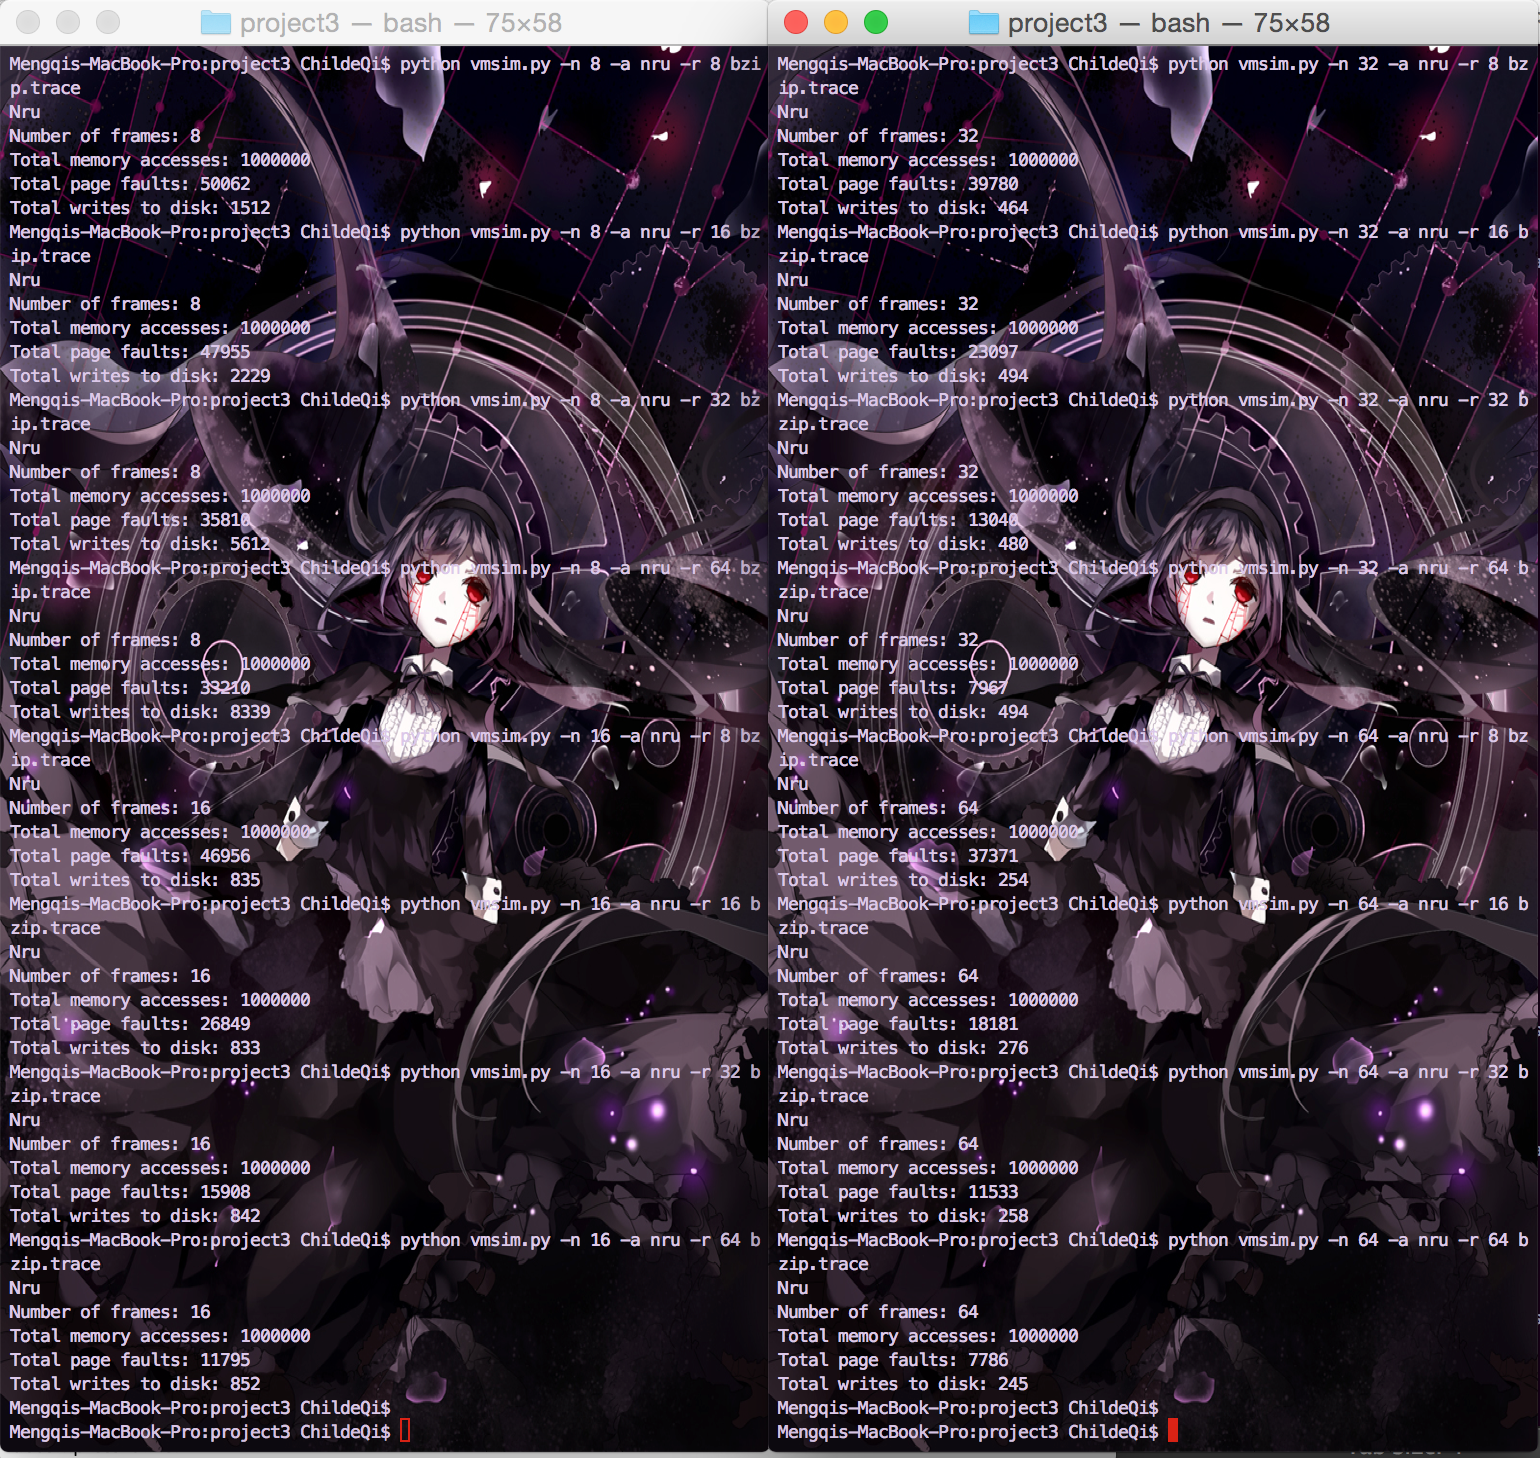 project3 — bash — 75×58
Mengqis-MacBook-Pro:project3 ChildeQi$ python vmsim.py -n 8 -a nru -r 8 bzi
p.trace
Nru
Number of frames: 8
Total memory accesses: 1000000
Total page faults: 50062
Total writes to disk: 1512
Mengqis-MacBook-Pro:project3 ChildeQi$ python vmsim.py -n 8 -a nru -r 16 bz
ip.trace
Nru
Number of frames: 8
Total memory accesses: 1000000
Total page faults: 47955
Total writes to disk: 2229
Mengqis-MacBook-Pro:project3 ChildeQi$ python vmsim.py -n 8 -a nru -r 32 bz
ip.trace
Nru
Number of frames: 8
Total memory accesses: 1000000
Total page faults: 35810
Total writes to disk: 5612
Mengqis-MacBook-Pro:project3 ChildeQi$ python vmsim.py -n 8 -a nru -r 64 bz
ip.trace
Nru
Number of frames: 8
Total memory accesses: 1000000
Total page faults: 33210
Total writes to disk: 8339
Mengqis-MacBook-Pro:project3 ChildeQi$ python vmsim.py -n 16 -a nru -r 8 bz
ip.trace
Nru
Number of frames: 16
Total memory accesses: 1000000
Total page faults: 46956
Total writes to disk: 835
Mengqis-MacBook-Pro:project3 ChildeQi$ python vmsim.py -n 16 -a nru -r 16 b
zip.trace
Nru
Number of frames: 16
Total memory accesses: 1000000
Total page faults: 26849
Total writes to disk: 833
Mengqis-MacBook-Pro:project3 ChildeQi$ python vmsim.py -n 16 -a nru -r 32 b
zip.trace
Nru
Number of frames: 16
Total memory accesses: 1000000
Total page faults: 15908
Total writes to disk: 842
Mengqis-MacBook-Pro:project3 ChildeQi$ python vmsim.py -n 16 -a nru -r 64 b
zip.trace
Nru
Number of frames: 16
Total memory accesses: 1000000
Total page faults: 11795
Total writes to disk: 852
Mengqis-MacBook-Pro:project3 ChildeQi$
Mengqis-MacBook-Pro:project3 ChildeQi$
project3 — bash — 75×58
Mengqis-MacBook-Pro:project3 ChildeQi$ python vmsim.py -n 32 -a nru -r 8 bz
ip.trace
Nru
Number of frames: 32
Total memory accesses: 1000000
Total page faults: 39780
Total writes to disk: 464
Mengqis-MacBook-Pro:project3 ChildeQi$ python vmsim.py -n 32 -a nru -r 16 b
zip.trace
Nru
Number of frames: 32
Total memory accesses: 1000000
Total page faults: 23097
Total writes to disk: 494
Mengqis-MacBook-Pro:project3 ChildeQi$ python vmsim.py -n 32 -a nru -r 32 b
zip.trace
Nru
Number of frames: 32
Total memory accesses: 1000000
Total page faults: 13040
Total writes to disk: 480
Mengqis-MacBook-Pro:project3 ChildeQi$ python vmsim.py -n 32 -a nru -r 64 b
zip.trace
Nru
Number of frames: 32
Total memory accesses: 1000000
Total page faults: 7967
Total writes to disk: 494
Mengqis-MacBook-Pro:project3 ChildeQi$ python vmsim.py -n 64 -a nru -r 8 bz
ip.trace
Nru
Number of frames: 64
Total memory accesses: 1000000
Total page faults: 37371
Total writes to disk: 254
Mengqis-MacBook-Pro:project3 ChildeQi$ python vmsim.py -n 64 -a nru -r 16 b
zip.trace
Nru
Number of frames: 64
Total memory accesses: 1000000
Total page faults: 18181
Total writes to disk: 276
Mengqis-MacBook-Pro:project3 ChildeQi$ python vmsim.py -n 64 -a nru -r 32 b
zip.trace
Nru
Number of frames: 64
Total memory accesses: 1000000
Total page faults: 11533
Total writes to disk: 258
Mengqis-MacBook-Pro:project3 ChildeQi$ python vmsim.py -n 64 -a nru -r 64 b
zip.trace
Nru
Number of frames: 64
Total memory accesses: 1000000
Total page faults: 7786
Total writes to disk: 245
Mengqis-MacBook-Pro:project3 ChildeQi$
Mengqis-MacBook-Pro:project3 ChildeQi$